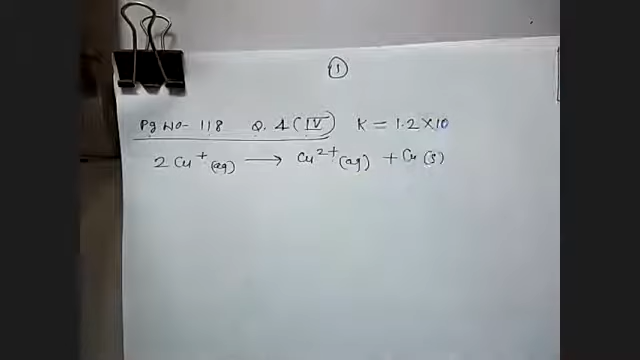 1
Pg No- 118 Q. 4 (IV) K = 1.2 × 10
2 Cu⁺ (aq) ⟶ Cu²⁺ (aq) + Cu (s)